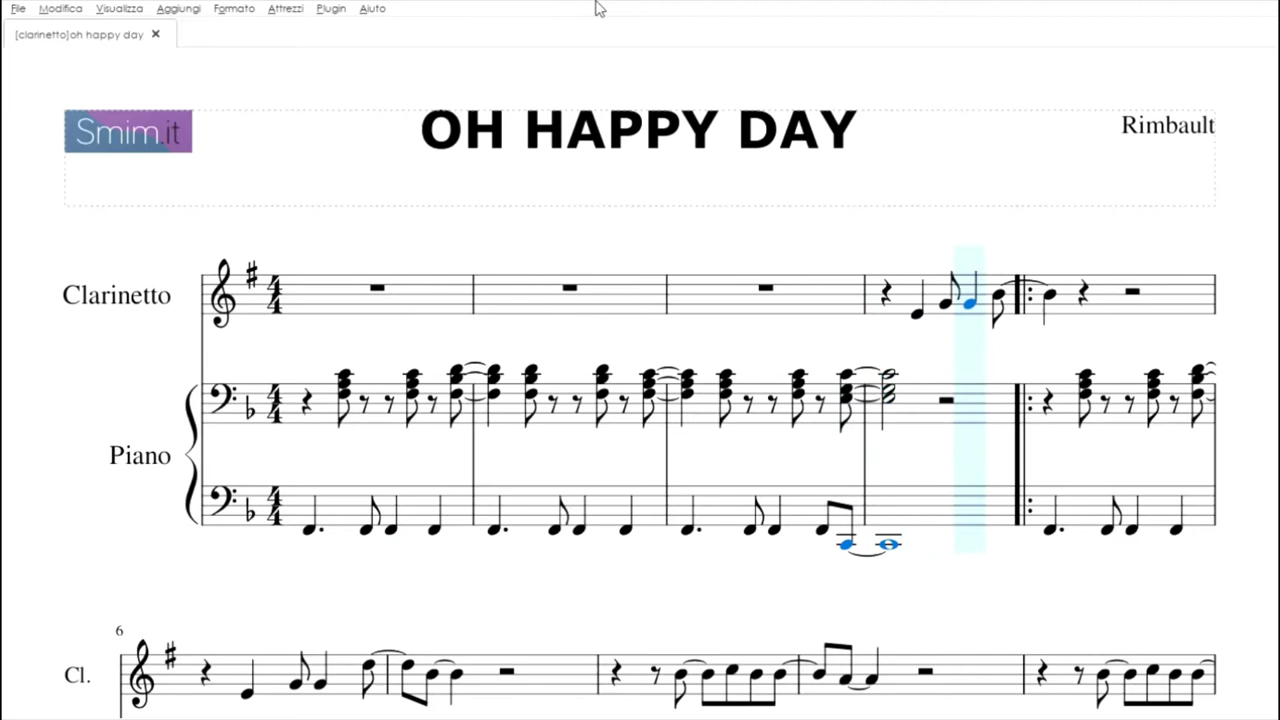 File Modifica Visualizza Aggiungi Formato Attrezzi Plugin Aiuto
[clarinetto]oh happy day ×
Smim.it
OH HAPPY DAY
Rimbault
Clarinetto
Piano
6
Cl.